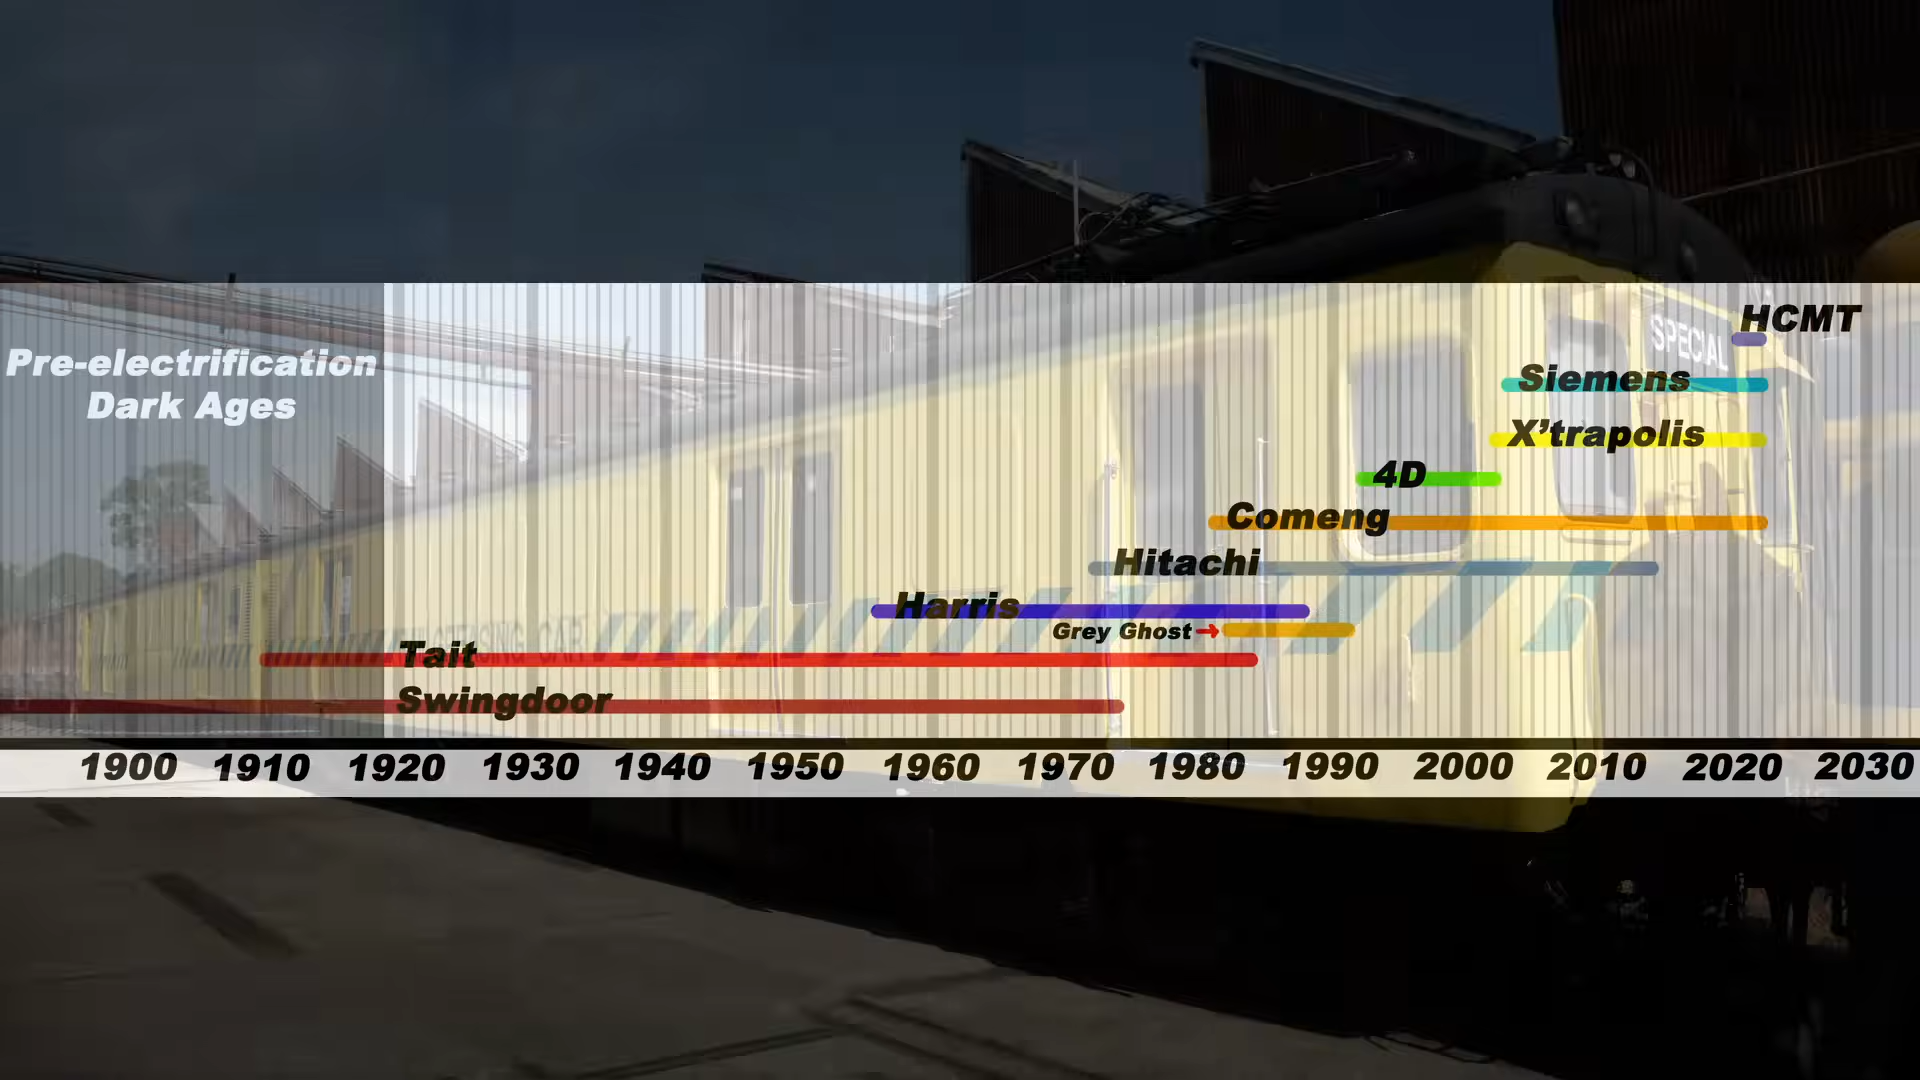 HCMT
SPECIAL
Pre-electrification
Dark Ages
Siemens
X'trapolis
4D
Comeng
Hitachi
Harris
Grey Ghost
Tait
Swingdoor
1900 1910 1920 1930 1940 1950 1960 1970 1980 1990 2000 2010 2020 2030